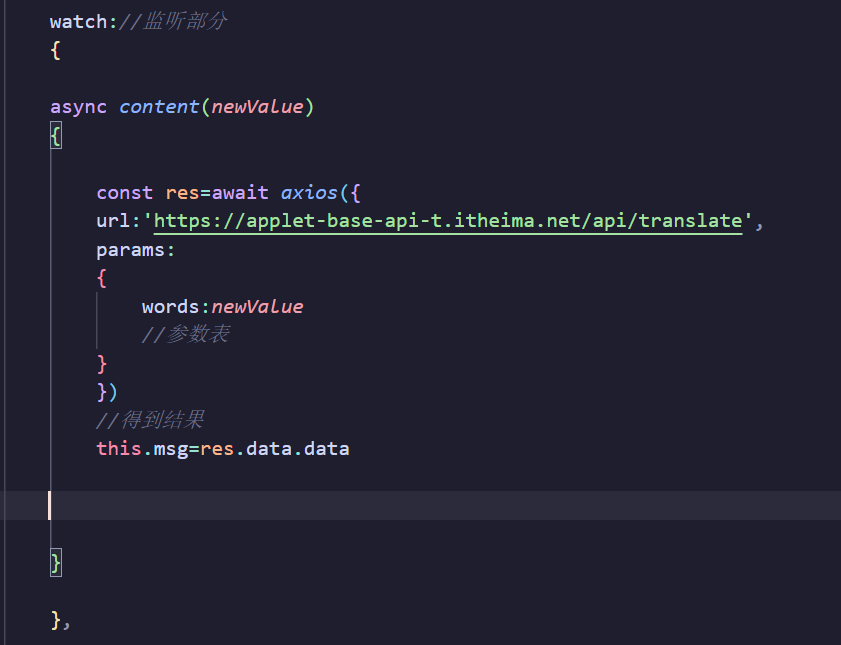 watch://监听部分
{
async content(newValue)
{
const res=await axios({
url:'https://applet-base-api-t.itheima.net/api/translate',
params:
{
words:newValue
//参数表
}
})
//得到结果
this.msg=res.data.data
}
},